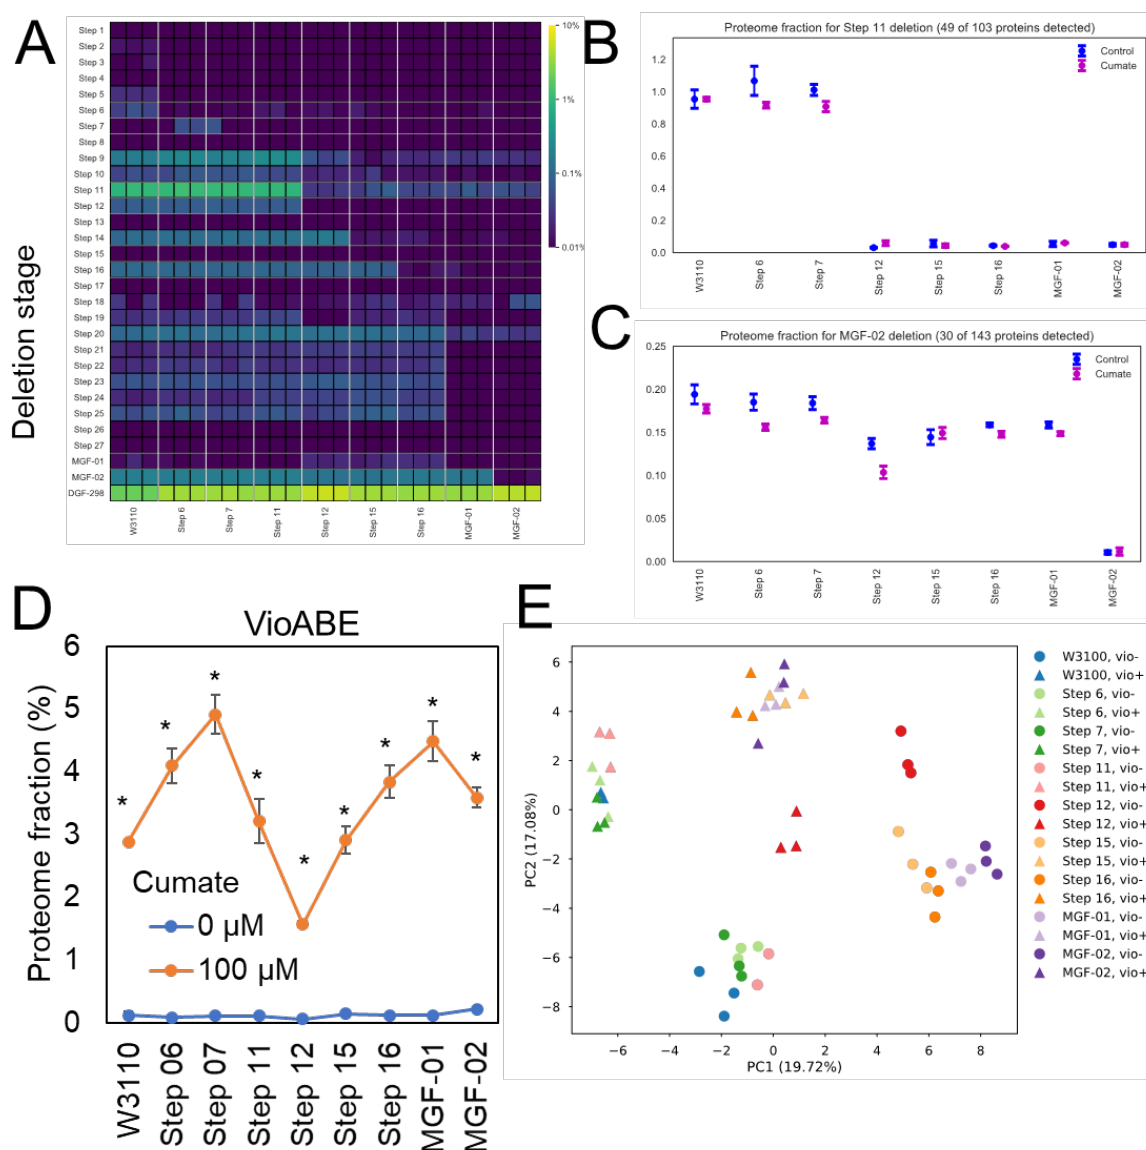 A
Deletion stage
Step 1
Step 2
Step 3
Step 4
Step 5
Step 6
Step 7
Step 8
Step 9
Step 10
Step 11
Step 12
Step 13
Step 14
Step 15
Step 16
Step 17
Step 18
Step 19
Step 20
Step 21
Step 22
Step 23
Step 24
Step 25
Step 26
Step 27
MGF-01
MGF-02
DGF-298
W3110
Step 6
Step 7
Step 11
Step 12
Step 15
Step 16
MGF-01
MGF-02
10%
1%
0.1%
0.01%
B
Proteome fraction for Step 11 deletion (49 of 103 proteins detected)
Control
Cumate
1.2
1.0
0.8
0.6
0.4
0.2
0.0
W3110
Step 6
Step 7
Step 12
Step 15
Step 16
MGF-01
MGF-02
C
Proteome fraction for MGF-02 deletion (30 of 143 proteins detected)
Control
Cumate
0.25
0.20
0.15
0.10
0.05
0.00
W3110
Step 6
Step 7
Step 12
Step 15
Step 16
MGF-01
MGF-02
D
VioABE
Proteome fraction (%)
6
5
4
3
2
1
0
* * * * * * * * *
Cumate
0 µM
100 µM
W3110
Step 06
Step 07
Step 11
Step 12
Step 15
Step 16
MGF-01
MGF-02
E
PC2 (17.08%)
6
4
2
0
−2
−4
−6
−8
−6 −4 −2 0 2 4 6 8
PC1 (19.72%)
W3100, vio-
W3100, vio+
Step 6, vio-
Step 6, vio+
Step 7, vio-
Step 7, vio+
Step 11, vio-
Step 11, vio+
Step 12, vio-
Step 12, vio+
Step 15, vio-
Step 15, vio+
Step 16, vio-
Step 16, vio+
MGF-01, vio-
MGF-01, vio+
MGF-02, vio-
MGF-02, vio+